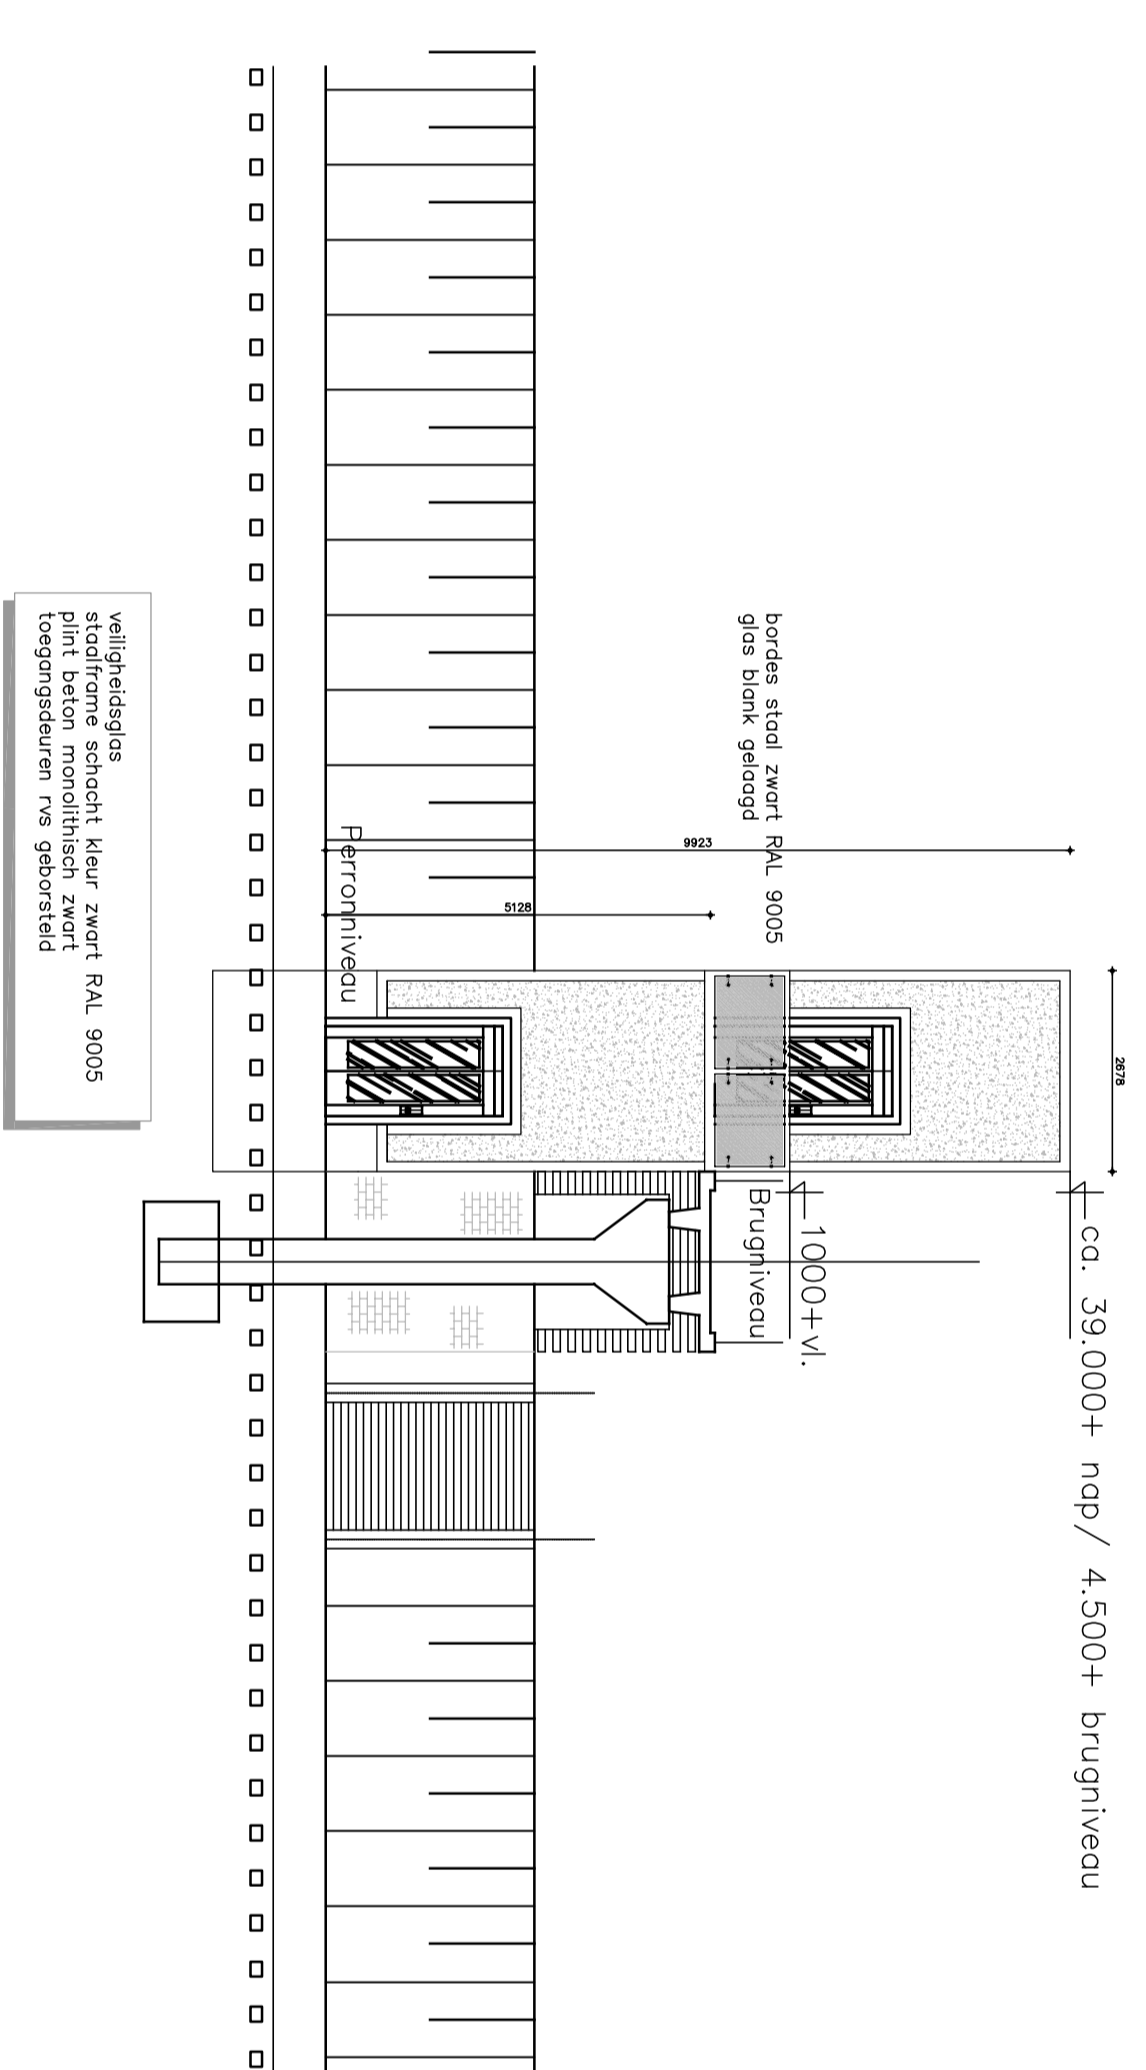 ca. 39.000+ nap/ 4.500+ brugniveau
2678
1000+vl.
Brugniveau
bordes staal zwart RAL 9005
glas blank gelaagd
9923
5128
Perronniveau
veiligheidsglas
staalframe schacht kleur zwart RAL 9005
plint beton monolithisch zwart
toegangsdeuren rvs geborsteld